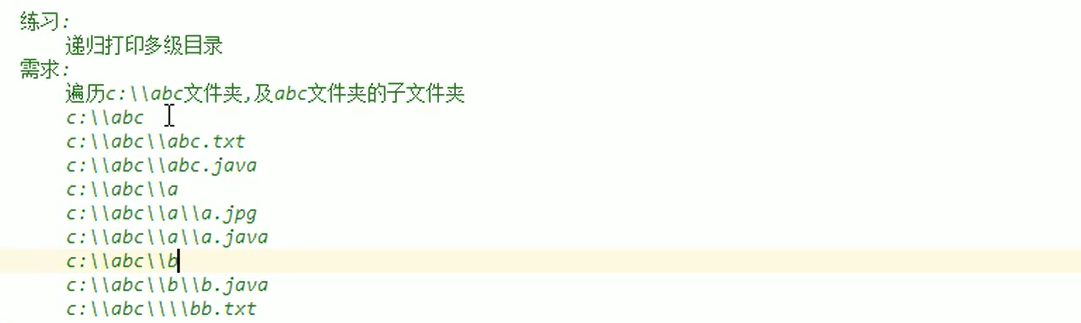 练习:
递归打印多级目录
需求:
遍历c:\\abc文件夹,及abc文件夹的子文件夹
c:\\abc
c:\\abc\\abc.txt
c:\\abc\\abc.java
c:\\abc\\a
c:\\abc\\a\\a.jpg
c:\\abc\\a\\a.java
c:\\abc\\b
c:\\abc\\b\\b.java
c:\\abc\\\\bb.txt